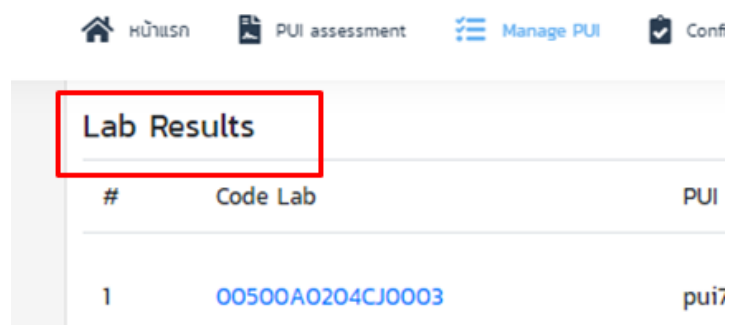 หน้าแรก PUI assessment Manage PUI Conf
Lab Results
# Code Lab PUI
1 00500A0204CJ0003 pui7